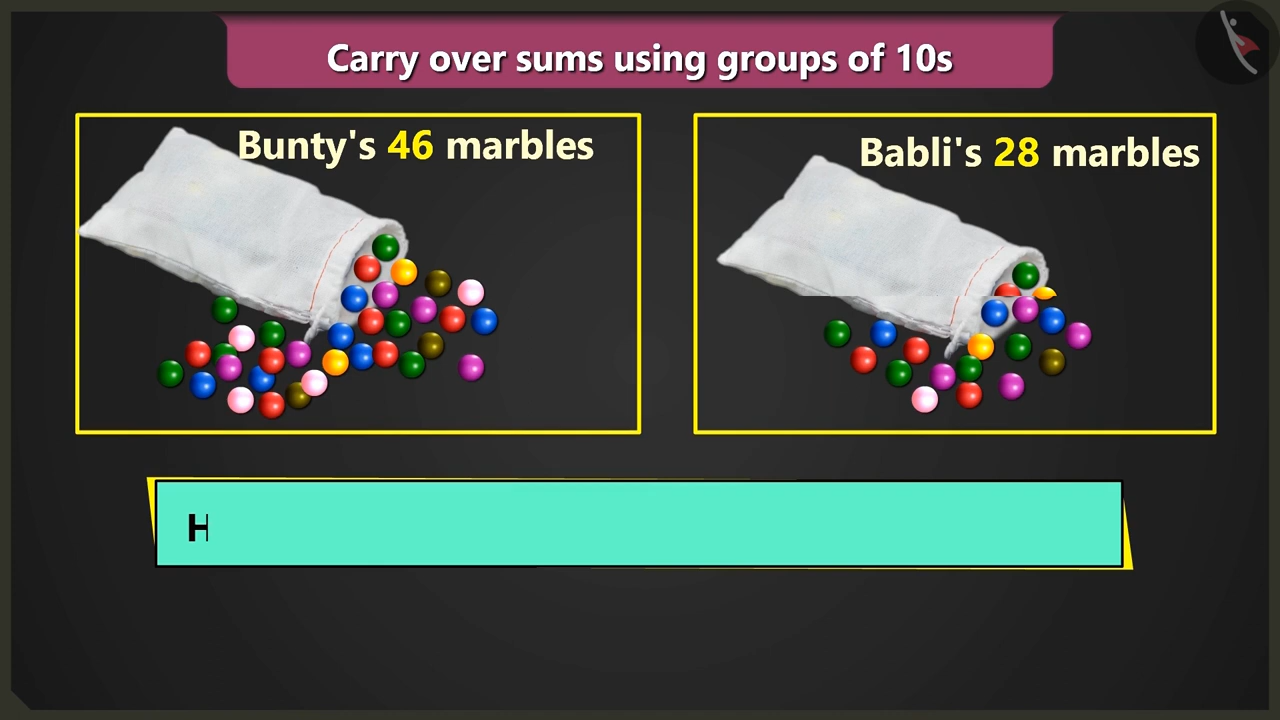 Carry over sums using groups of 10s
Bunty's 46 marbles
Babli's 28 marbles
H